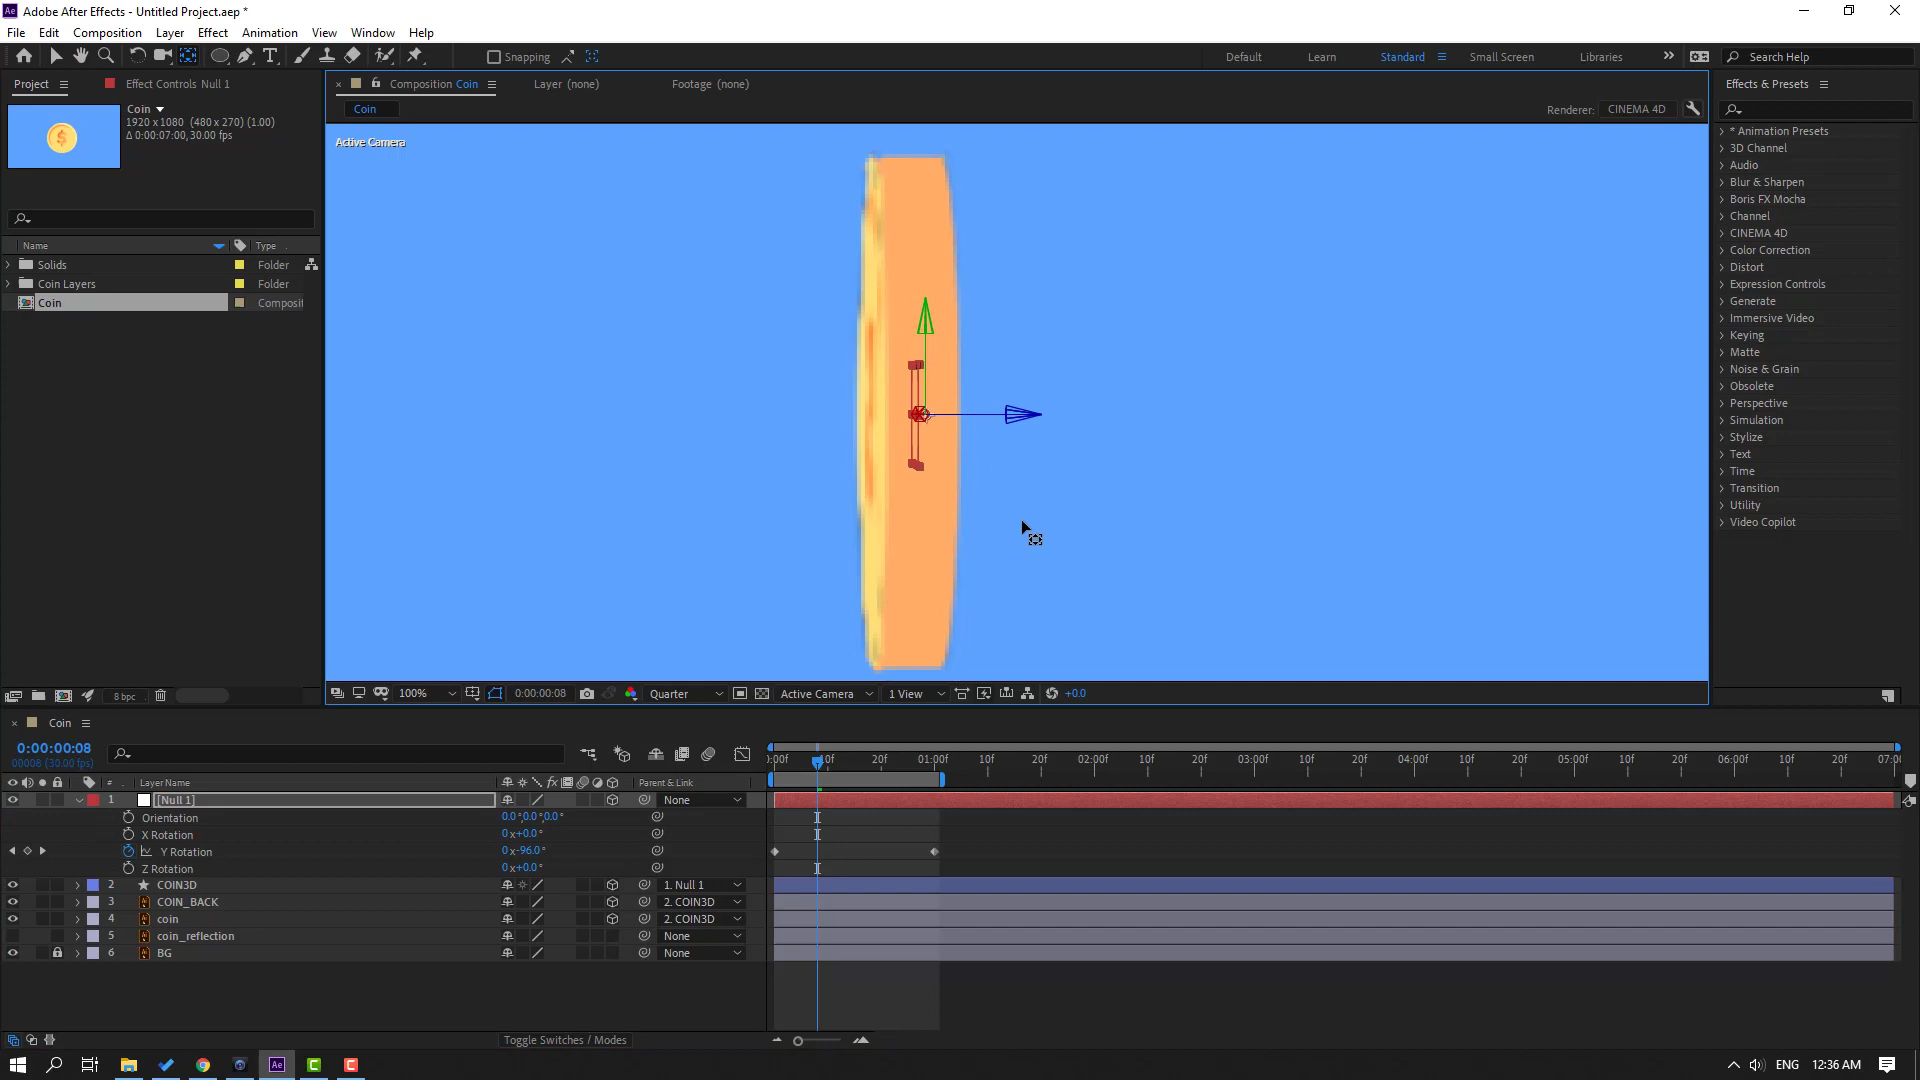 Ae Adobe After Effects - Untitled Project.aep *
File Edit Composition Layer Effect Animation View Window Help
Snapping Default Learn Standard Small Screen Libraries Search Help
Project Effect Controls Null 1 Composition Coin Layer (none) Footage (none) Effects & Presets
Coin
1920 x 1080 (480 x 270) (1.00)
Δ 0:00:07:00, 30.00 fps
Coin Renderer: CINEMA 4D
Active Camera
Name Type
Solids Folder
Coin Layers Folder
Coin Composit
* Animation Presets
3D Channel
Audio
Blur & Sharpen
Boris FX Mocha
Channel
CINEMA 4D
Color Correction
Distort
Expression Controls
Generate
Immersive Video
Keying
Matte
Noise & Grain
Obsolete
Perspective
Simulation
Stylize
Text
Time
Transition
Utility
Video Copilot
8 bpc 100% 0:00:00:08 Quarter Active Camera 1 View +0.0
Coin
0:00:00:08
00008 (30.00 fps)
:00f 10f 20f 01:00f 10f 20f 02:00f 10f 20f 03:00f 10f 20f 04:00f 10f 20f 05:00f 10f 20f 06:00f 10f 20f 07:00
# Layer Name fx Parent & Link
1 [Null 1] None
Orientation 0.0°,0.0°,0.0°
X Rotation 0x+0.0°
Y Rotation 0x-96.0°
Z Rotation 0x+0.0°
2 COIN3D 1. Null 1
3 COIN_BACK 2. COIN3D
4 coin 2. COIN3D
5 coin_reflection None
6 BG None
Toggle Switches / Modes
Ae ENG 12:36 AM